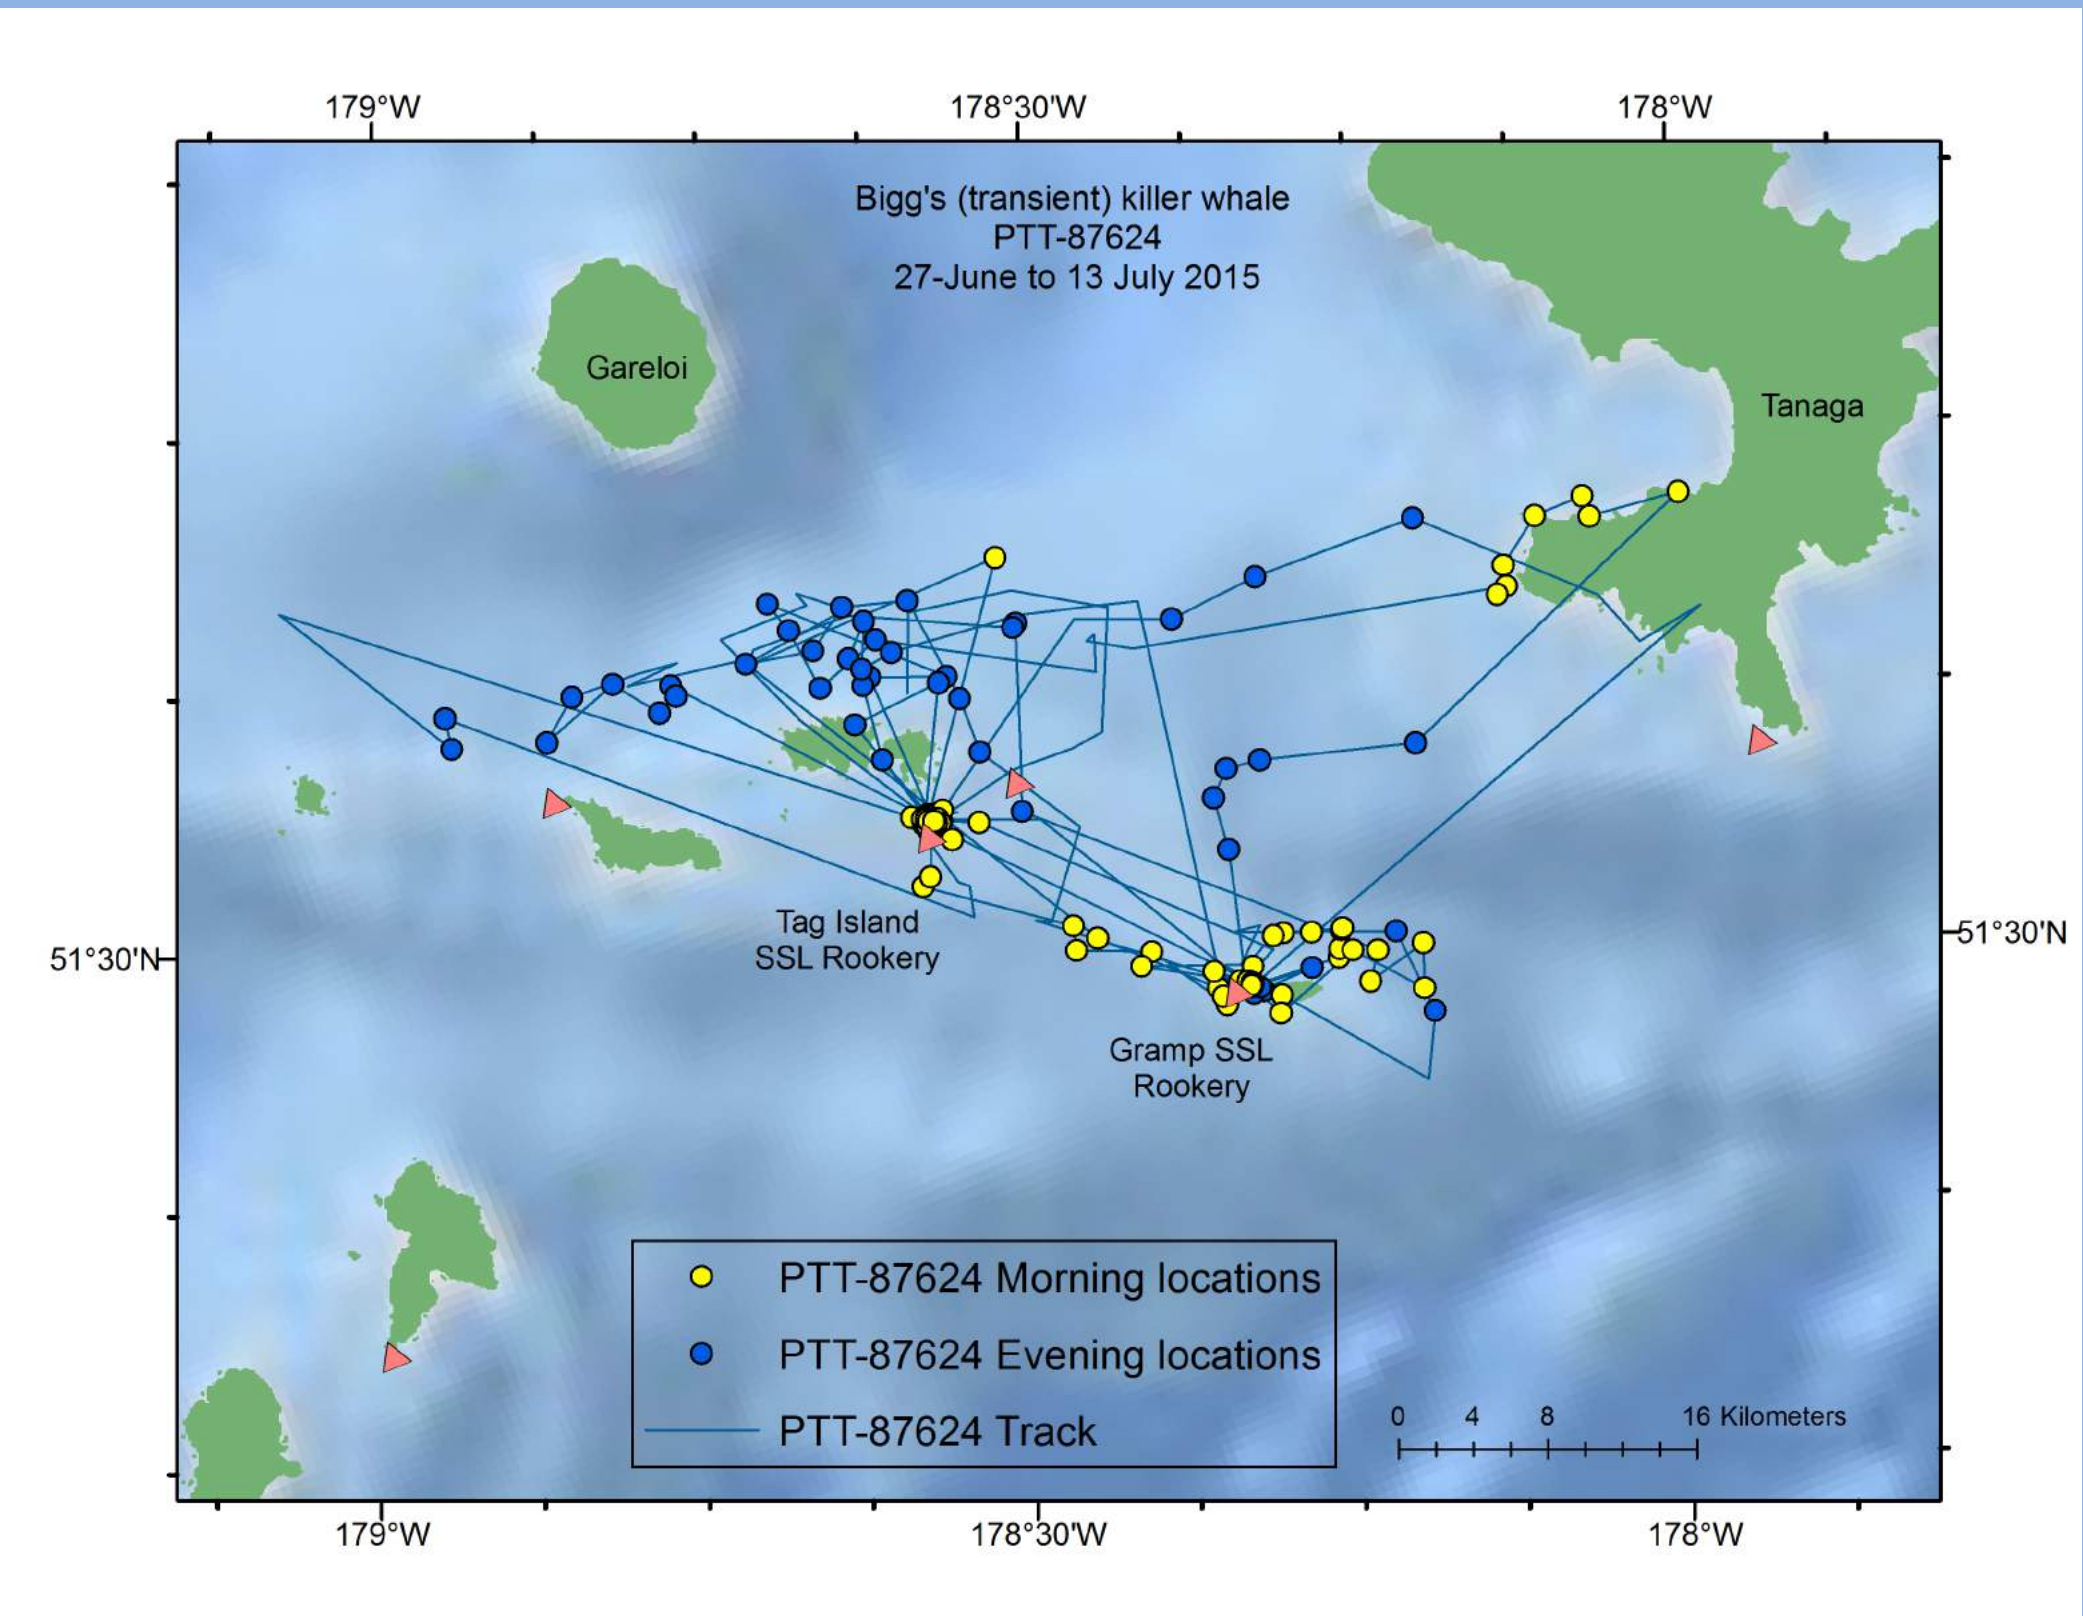 179°W 178°30'W 178°W
Bigg's (transient) killer whale
PTT-87624
27-June to 13 July 2015
Gareloi
Tanaga
Tag Island
SSL Rookery
51°30'N 51°30'N
Gramp SSL
Rookery
PTT-87624 Morning locations
PTT-87624 Evening locations
PTT-87624 Track
0 4 8 16 Kilometers
179°W 178°30'W 178°W